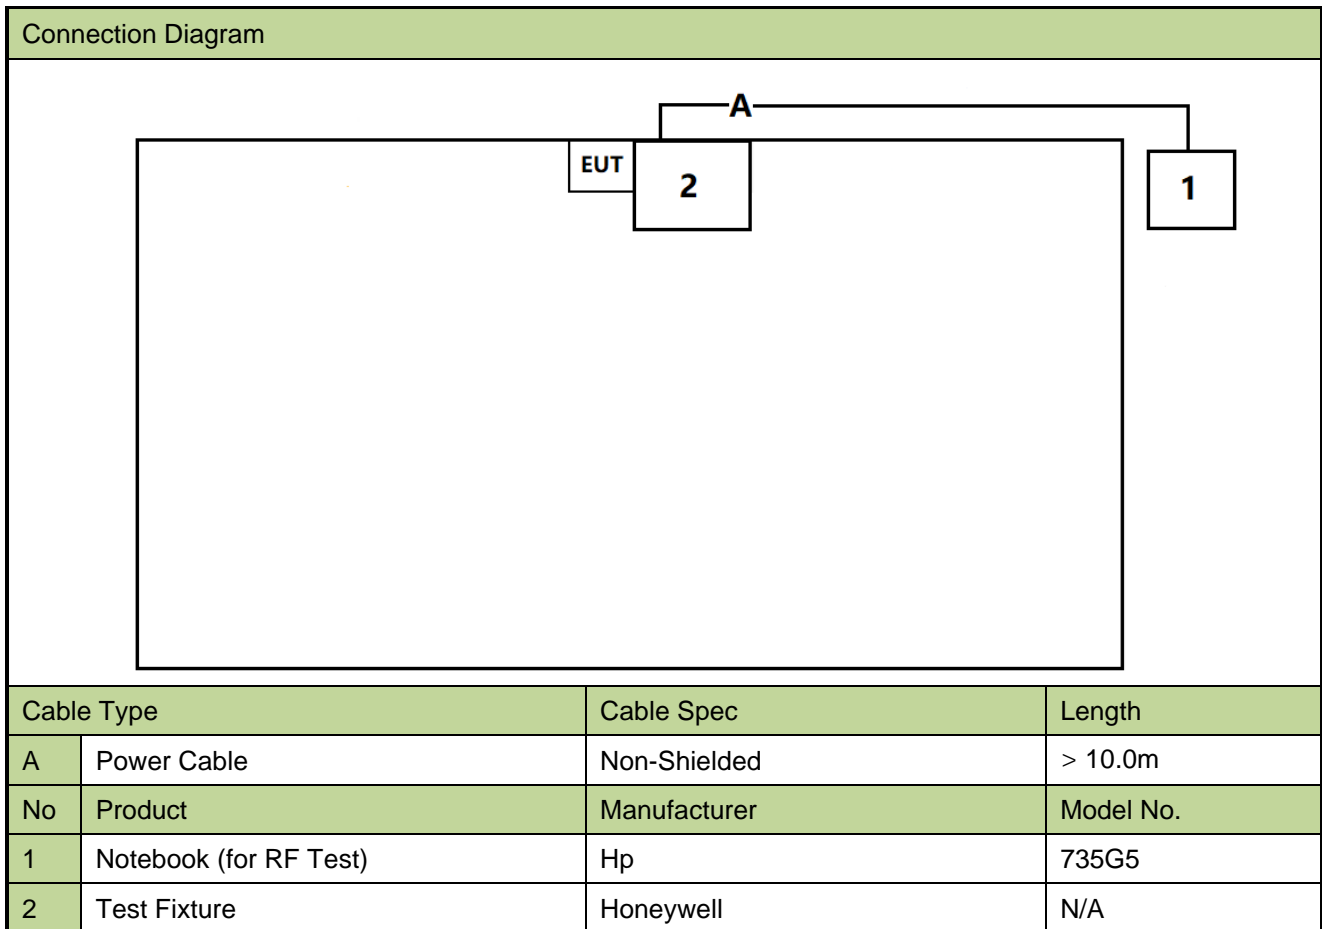 Connection Diagram
A
EUT
2
1
Cable Type Cable Spec Length
A Power Cable Non-Shielded > 10.0m
No Product Manufacturer Model No.
1 Notebook (for RF Test) Hp 735G5
2 Test Fixture Honeywell N/A